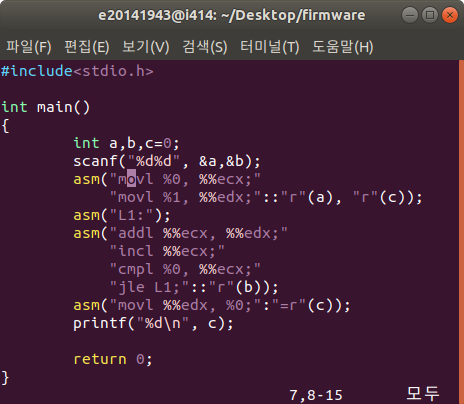 e20141943@i414: ~/Desktop/firmware
파일(F) 편집(E) 보기(V) 검색(S) 터미널(T) 도움말(H)
#include<stdio.h>
int main()
{
        int a,b,c=0;
        scanf("%d%d", &a,&b);
        asm("movl %0, %%ecx;"
            "movl %1, %%edx;"::"r"(a), "r"(c));
        asm("L1:");
        asm("addl %%ecx, %%edx;"
            "incl %%ecx;"
            "cmpl %0, %%ecx;"
            "jle L1;"::"r"(b));
        asm("movl %%edx, %0;":"=r"(c));
        printf("%d\n", c);
        return 0;
}
7,8-15 모두